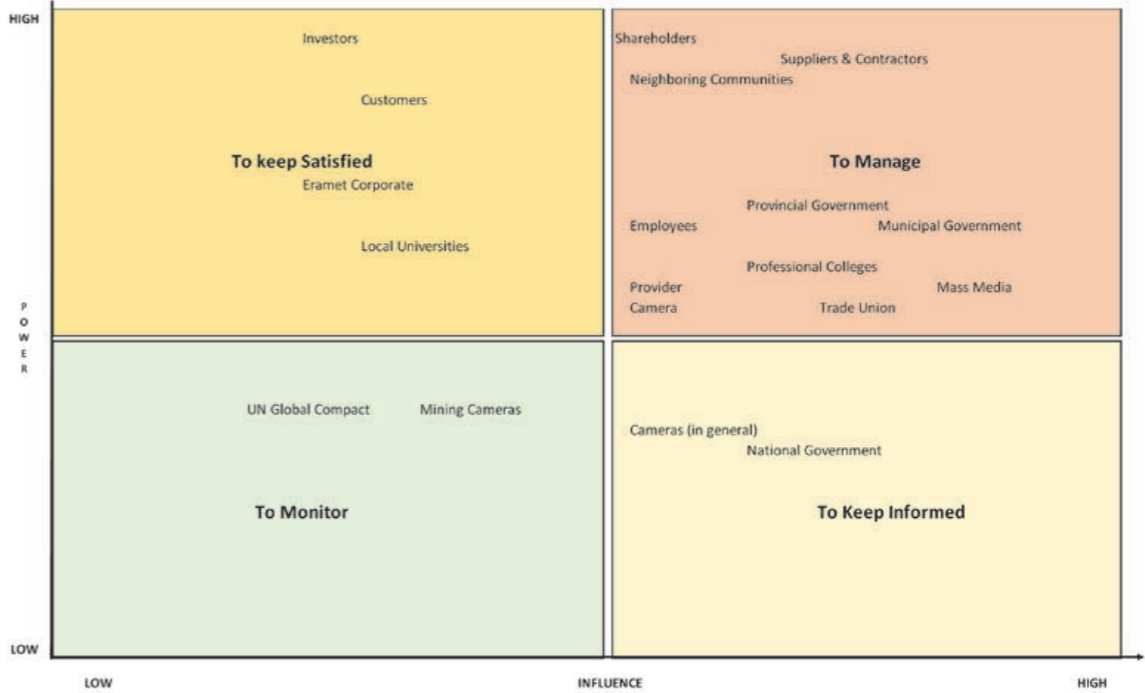 HIGH
Investors
Customers
To keep Satisfied
Eramet Corporate
Local Universities
Shareholders
Suppliers & Contractors
Neighboring Communities
To Manage
Provincial Government
Employees
Municipal Government
Professional Colleges
Provider
Camera
Mass Media
Trade Union
POWER
UN Global Compact
Mining Cameras
To Monitor
Cameras (in general)
National Government
To Keep Informed
LOW
LOW
INFLUENCE
HIGH